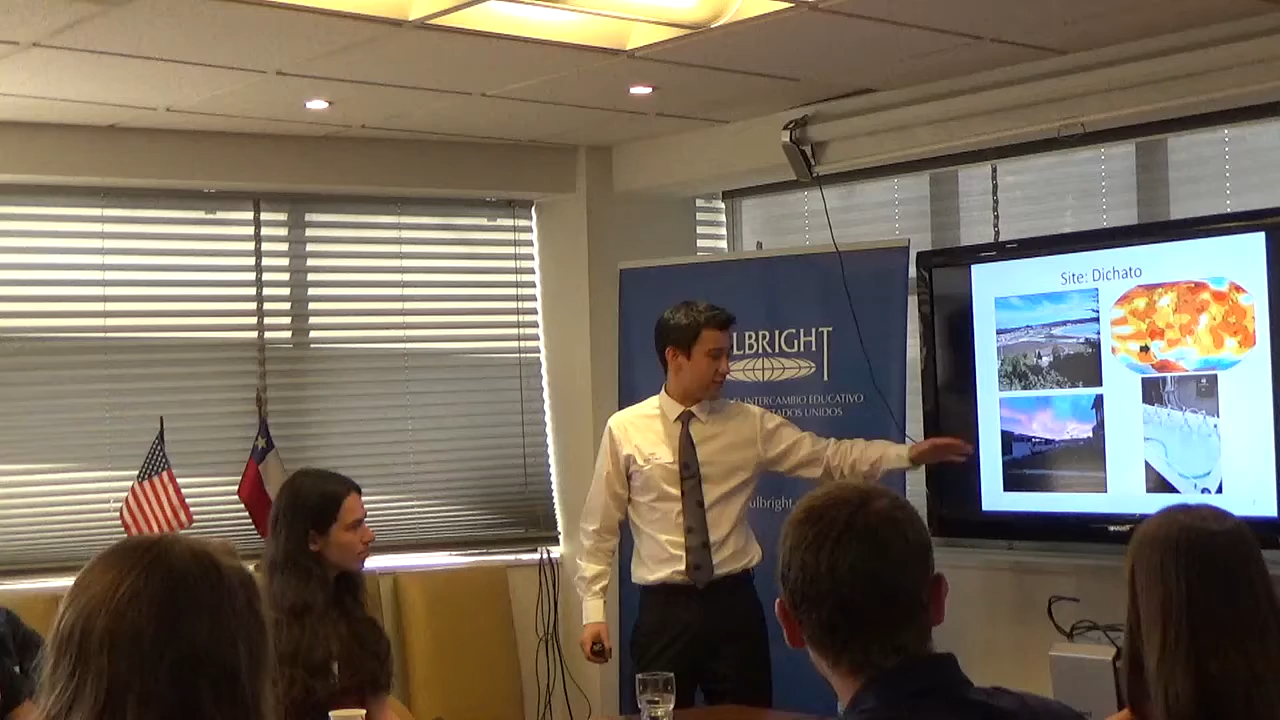 LBRIGHT
INTERCAMBIO EDUCATIVO
TADOS UNIDOS
ulbright.
Site: Dichato